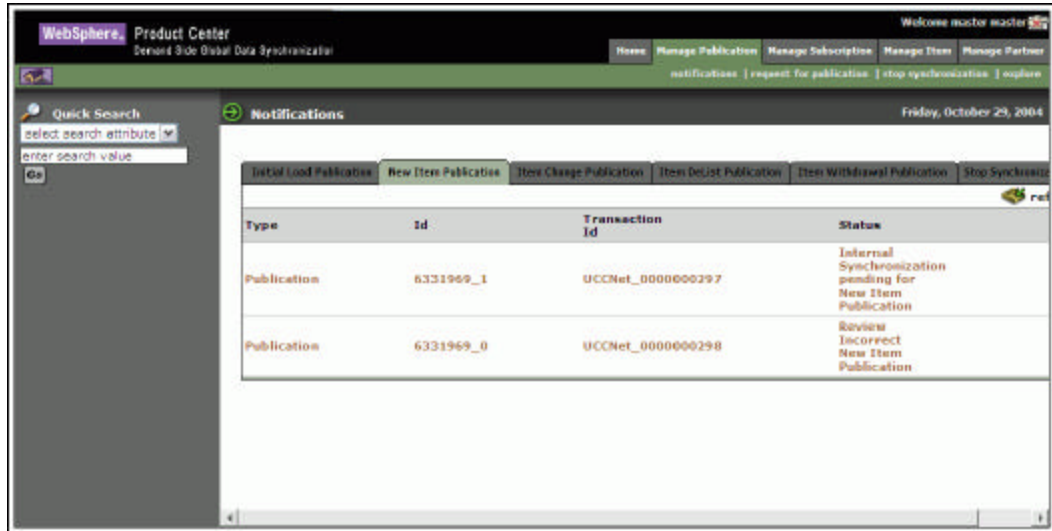 Welcome master master
WebSphere. Product Center
Demand Side Global Data Synchronization
Home Manage Publication Manage Subscription Manage Item Manage Partner
notifications | request for publication | stop synchronization | explore
Quick Search
Notifications
Friday, October 29, 2004
select search attribute
enter search value
Go
Initial Load Publication New Item Publication Item Change Publication Item DeList Publication Item Withdrawal Publication Stop Synchroniz
ref
Type Id Transaction Id Status
Publication 6331969_1 UCCNet_0000000297 Internal
Synchronization
pending for
New Item
Publication
Publication 6331969_0 UCCNet_0000000298 Review
Incorrect
New Item
Publication